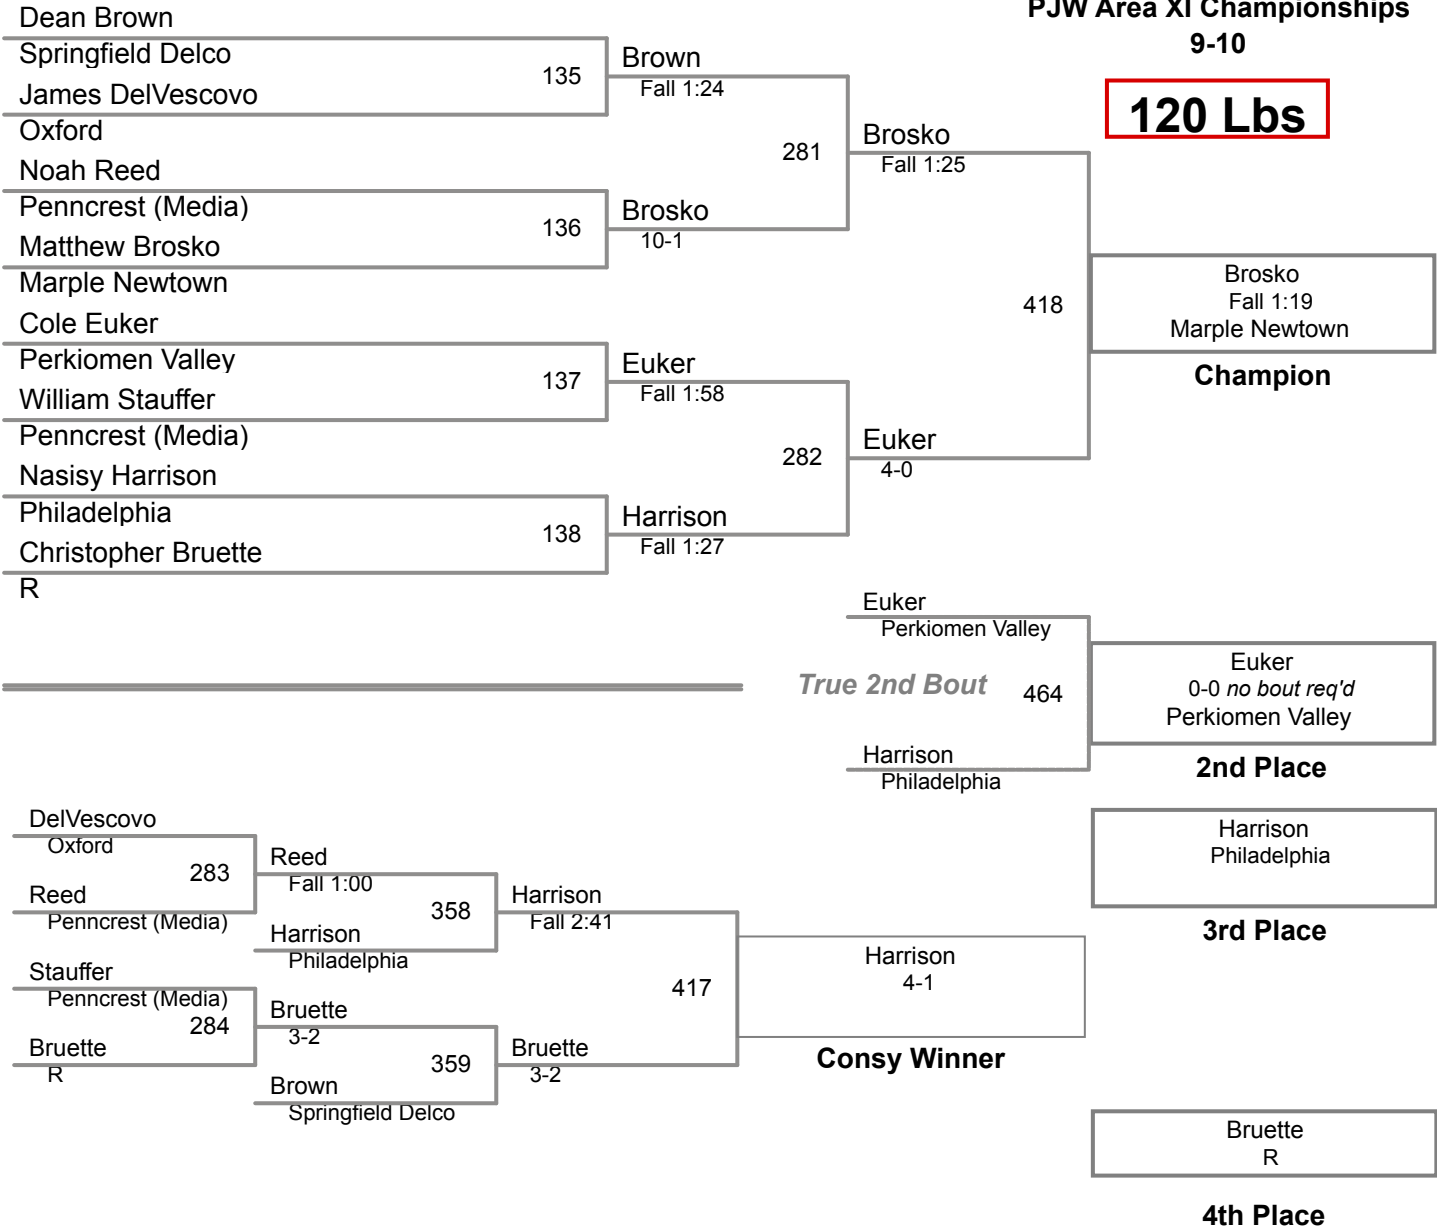 PJW Area XI Championships
9-10
120 Lbs
Dean Brown
Springfield Delco
James DelVescovo
Oxford
Noah Reed
Penncrest (Media)
Matthew Brosko
Marple Newtown
Cole Euker
Perkiomen Valley
William Stauffer
Penncrest (Media)
Nasisy Harrison
Philadelphia
Christopher Bruette
R
135
136
137
138
Brown
Fall 1:24
Brosko
10-1
Euker
Fall 1:58
Harrison
Fall 1:27
281
282
Brosko
Fall 1:25
Euker
4-0
418
Brosko
Fall 1:19
Marple Newtown
Champion
Euker
Perkiomen Valley
True 2nd Bout
464
Harrison
Philadelphia
Euker
0-0 no bout req'd
Perkiomen Valley
2nd Place
DelVescovo
Oxford
283
Reed
Penncrest (Media)
Stauffer
Penncrest (Media)
284
Bruette
R
Reed
Fall 1:00
358
Harrison
Philadelphia
Bruette
3-2
359
Brown
Springfield Delco
Harrison
Fall 2:41
417
Bruette
3-2
Harrison
4-1
Consy Winner
Harrison
Philadelphia
3rd Place
Bruette
R
4th Place